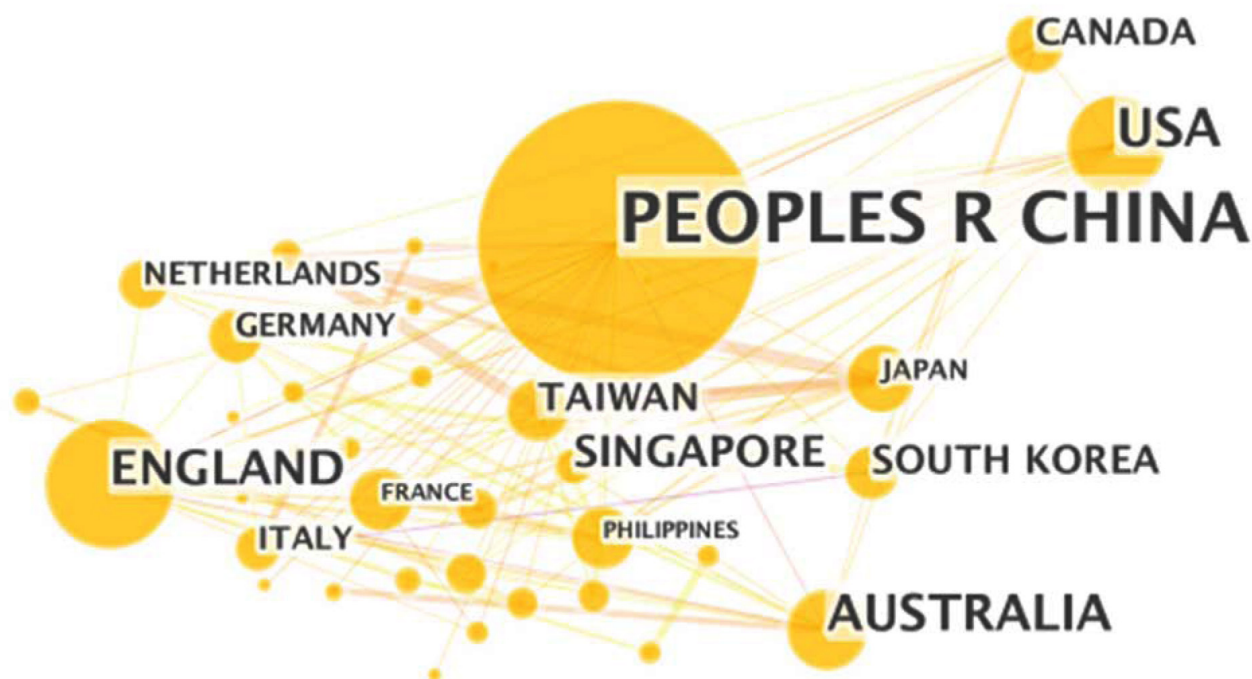 CANADA
USA
PEOPLES R CHINA
NETHERLANDS
GERMANY
JAPAN
TAIWAN
SINGAPORE
SOUTH KOREA
ENGLAND
FRANCE
PHILIPPINES
ITALY
AUSTRALIA